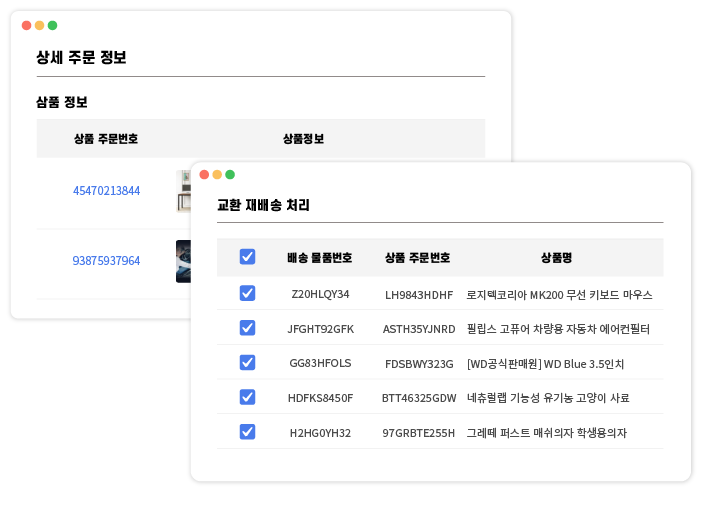 상세 주문 정보
삼품 정보
상품 주문번호 상품정보
45470213844
93875937964
교환 재배송 처리
배송 물품번호 상품 주문번호 상품명
Z20HLQY34 LH9843HDHF 로지텍코리아 MK200 무선 키보드 마우스
JFGHT92GFK ASTH35YJNRD 필립스 고퓨어 차량용 자동차 에어컨필터
GG83HFOLS FDSBWY323G [WD공식판매원] WD Blue 3.5인치
HDFKS8450F BTT46325GDW 네츄럴랩 기능성 유기농 고양이 사료
H2HG0YH32 97GRBTE255H 그레떼 퍼스트 매쉬의자 학생용의자